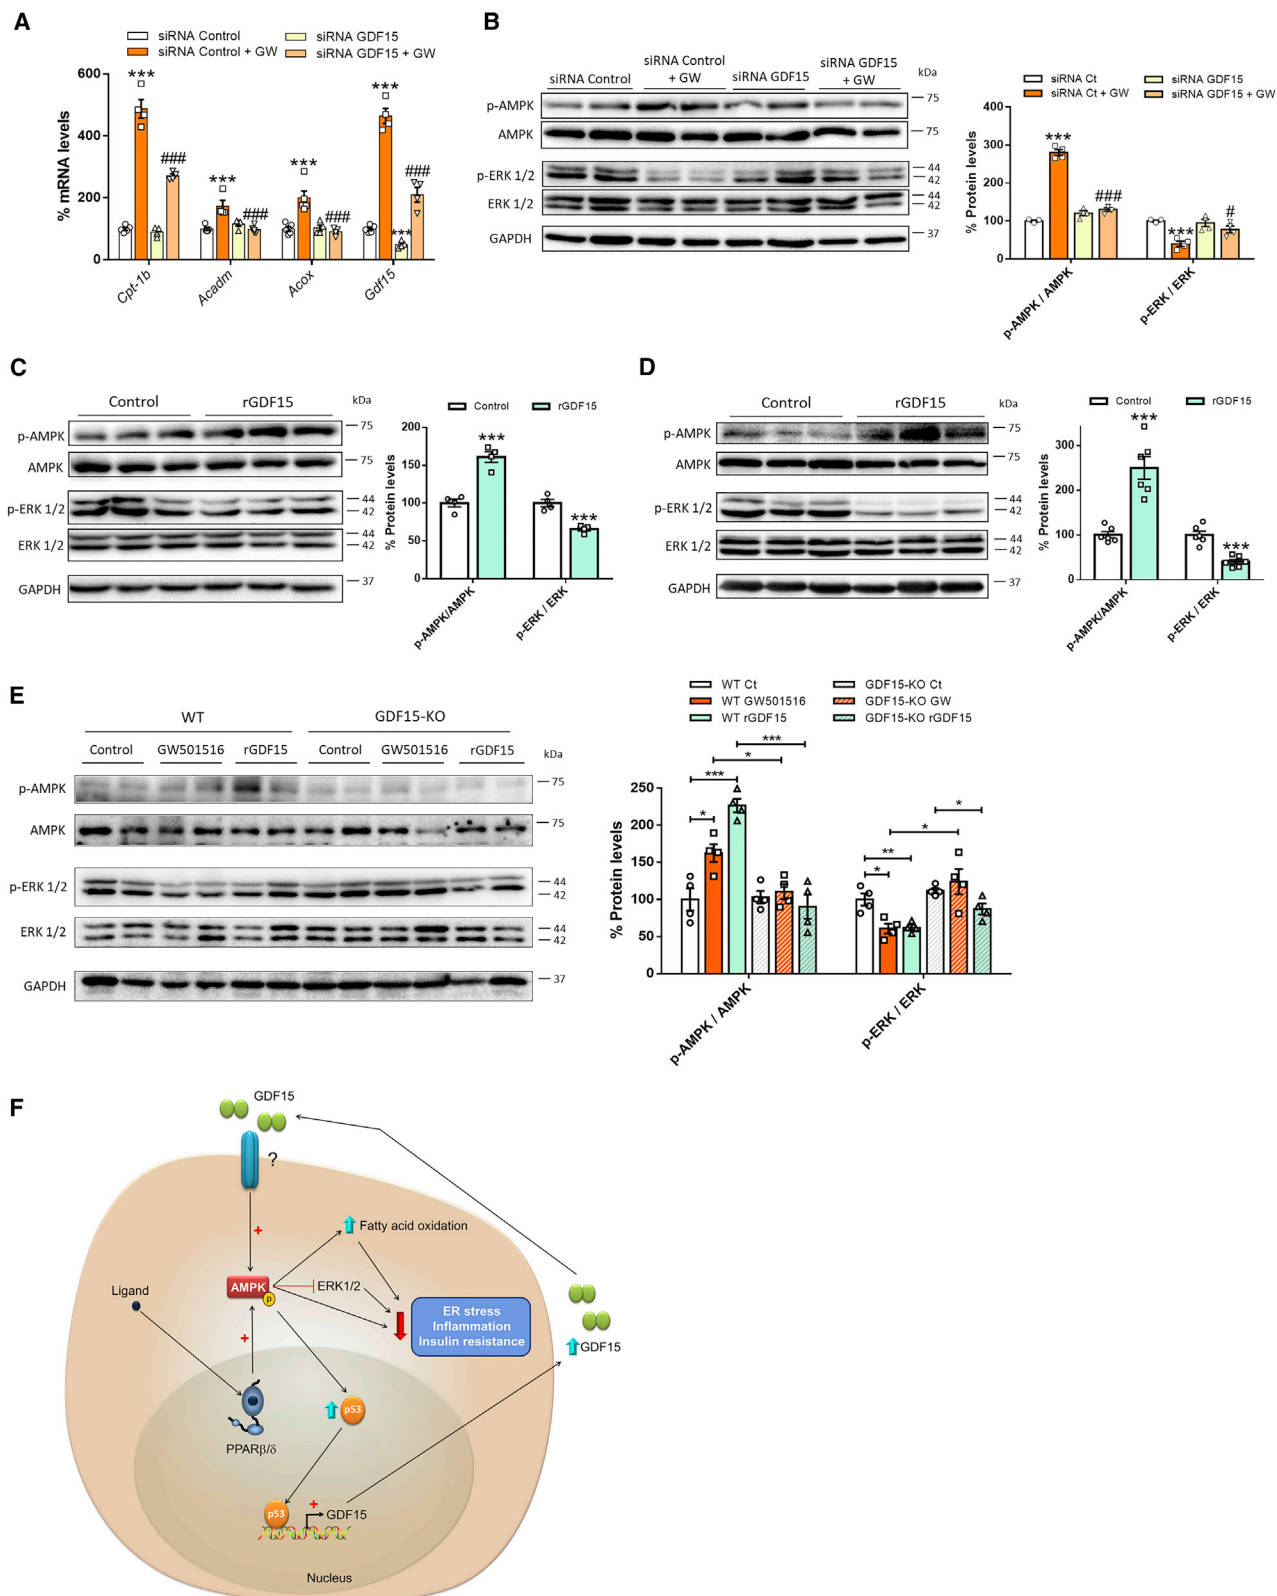 A
siRNA Control
siRNA GDF15
siRNA Control + GW
siRNA GDF15 + GW
% mRNA levels
600
400
200
0
***
###
***
###
***
###
***
***
###
Cpt-1b
Acadm
Acox
Gdf15
B
siRNA Control
siRNA Control
+ GW
siRNA GDF15
siRNA GDF15
+ GW
kDa
p-AMPK
75
AMPK
75
p-ERK 1/2
44
42
ERK 1/2
44
42
GAPDH
37
siRNA Ct
siRNA GDF15
siRNA Ct + GW
siRNA GDF15 + GW
% Protein levels
400
300
200
100
0
***
###
***
#
p-AMPK / AMPK
p-ERK / ERK
C
Control
rGDF15
kDa
p-AMPK
75
AMPK
75
p-ERK 1/2
44
42
ERK 1/2
44
42
GAPDH
37
Control
rGDF15
% Protein levels
200
150
100
50
0
***
***
p-AMPK/AMPK
p-ERK / ERK
D
Control
rGDF15
kDa
p-AMPK
75
AMPK
75
p-ERK 1/2
44
42
ERK 1/2
44
42
GAPDH
37
Control
rGDF15
% Protein levels
300
200
100
0
***
***
p-AMPK/AMPK
p-ERK / ERK
E
WT
GDF15-KO
Control
GW501516
rGDF15
Control
GW501516
rGDF15
kDa
p-AMPK
75
AMPK
75
p-ERK 1/2
44
42
ERK 1/2
44
42
GAPDH
37
WT Ct
GDF15-KO Ct
WT GW501516
GDF15-KO GW
WT rGDF15
GDF15-KO rGDF15
% Protein levels
250
200
150
100
50
0
***
*
***
*
*
*
**
*
p-AMPK / AMPK
p-ERK / ERK
F
GDF15
?
+
Fatty acid oxidation
Ligand
AMPK
p
ERK1/2
ER stress
Inflammation
Insulin resistance
+
GDF15
p53
PPARβ/δ
p53
+
GDF15
Nucleus